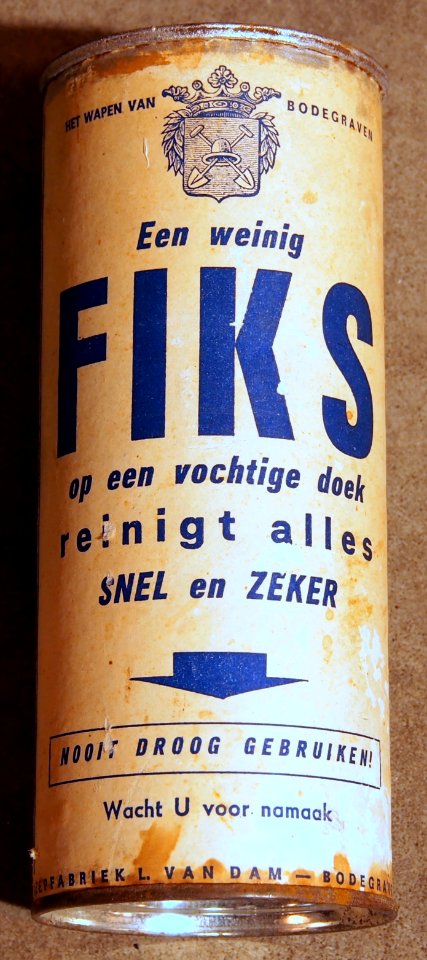 HET WAPEN VAN BODEGRAVEN
Een weinig
FIKS
op een vochtige doek
reinigt alles
SNEL en ZEKER
NOOIT DROOG GEBRUIKEN!
Wacht U voor namaak
L. VAN DAM —